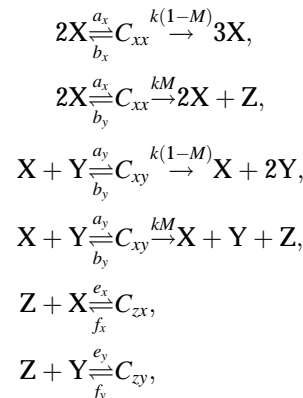 2X a_x ⇌ b_x C_xx k(1−M) → 3X,
2X a_x ⇌ b_y C_xx kM → 2X + Z,
X + Y a_y ⇌ b_y C_xy k(1−M) → X + 2Y,
X + Y a_y ⇌ b_y C_xy kM → X + Y + Z,
Z + X e_x ⇌ f_x C_zx,
Z + Y e_y ⇌ f_y C_zy,